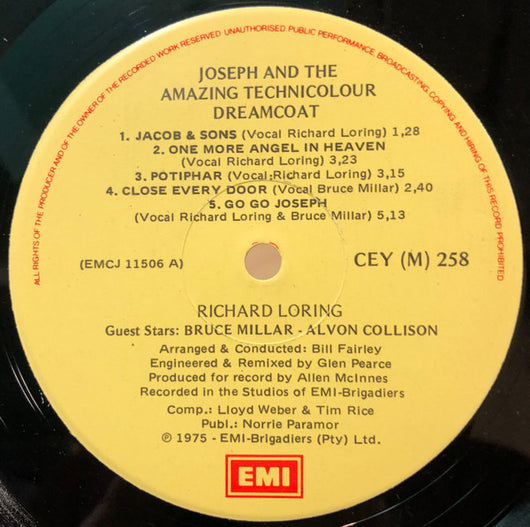 ALL RIGHTS OF THE PRODUCER AND OF THE OWNER OF THE RECORDED WORK RESERVED UNAUTHORISED PUBLIC PERFORMANCE, BROADCASTING, COPYING AND HIRING OF THIS RECORD PROHIBITED
JOSEPH AND THE
AMAZING TECHNICOLOUR
DREAMCOAT
1. JACOB & SONS (Vocal Richard Loring) 1,28
2. ONE MORE ANGEL IN HEAVEN
(Vocal Richard Loring) 3,23
3. POTIPHAR (Vocal Richard Loring) 3,15
4. CLOSE EVERY DOOR (Vocal Bruce Millar) 2,40
5. GO GO JOSEPH
(Vocal Richard Loring & Bruce Millar) 5,13
(EMCJ 11506 A) CEY (M) 258
RICHARD LORING
Guest Stars: BRUCE MILLAR - ALVON COLLISON
Arranged & Conducted: Bill Fairley
Engineered & Remixed by Glen Pearce
Produced for record by Allen McInnes
Recorded in the Studios of EMI-Brigadiers
Comp.: Lloyd Weber & Tim Rice
Publ.: Norrie Paramor
℗ 1975 - EMI-Brigadiers (Pty) Ltd.
EMI